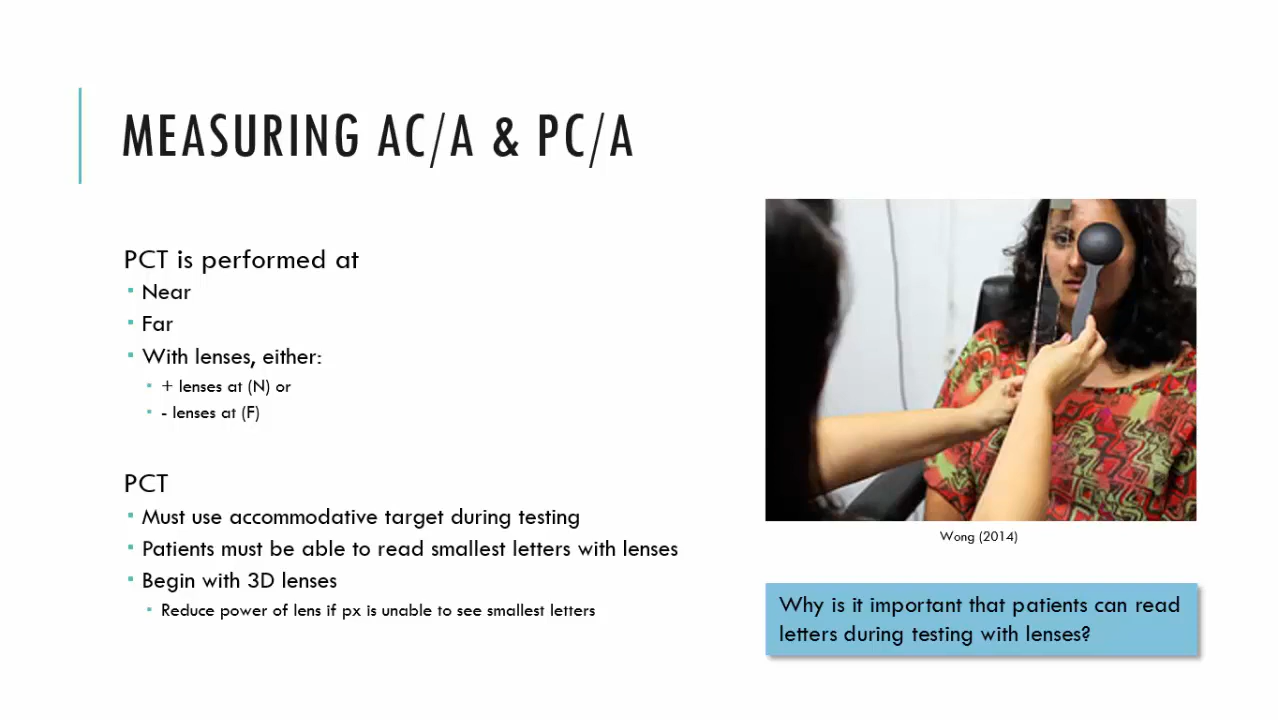 MEASURING AC/A & PC/A
PCT is performed at
Near
Far
With lenses, either:
+ lenses at (N) or
- lenses at (F)
PCT
Must use accommodative target during testing
Patients must be able to read smallest letters with lenses
Begin with 3D lenses
Reduce power of lens if px is unable to see smallest letters
Wong (2014)
Why is it important that patients can read
letters during testing with lenses?